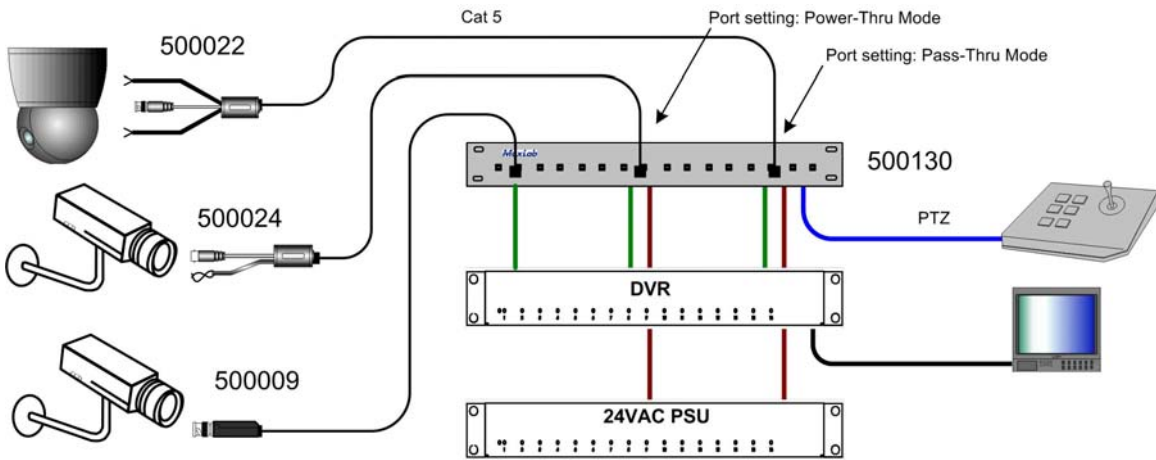 Cat 5
Port setting: Power-Thru Mode
Port setting: Pass-Thru Mode
500022
MuxLab
500130
500024
PTZ
DVR
500009
24VAC PSU